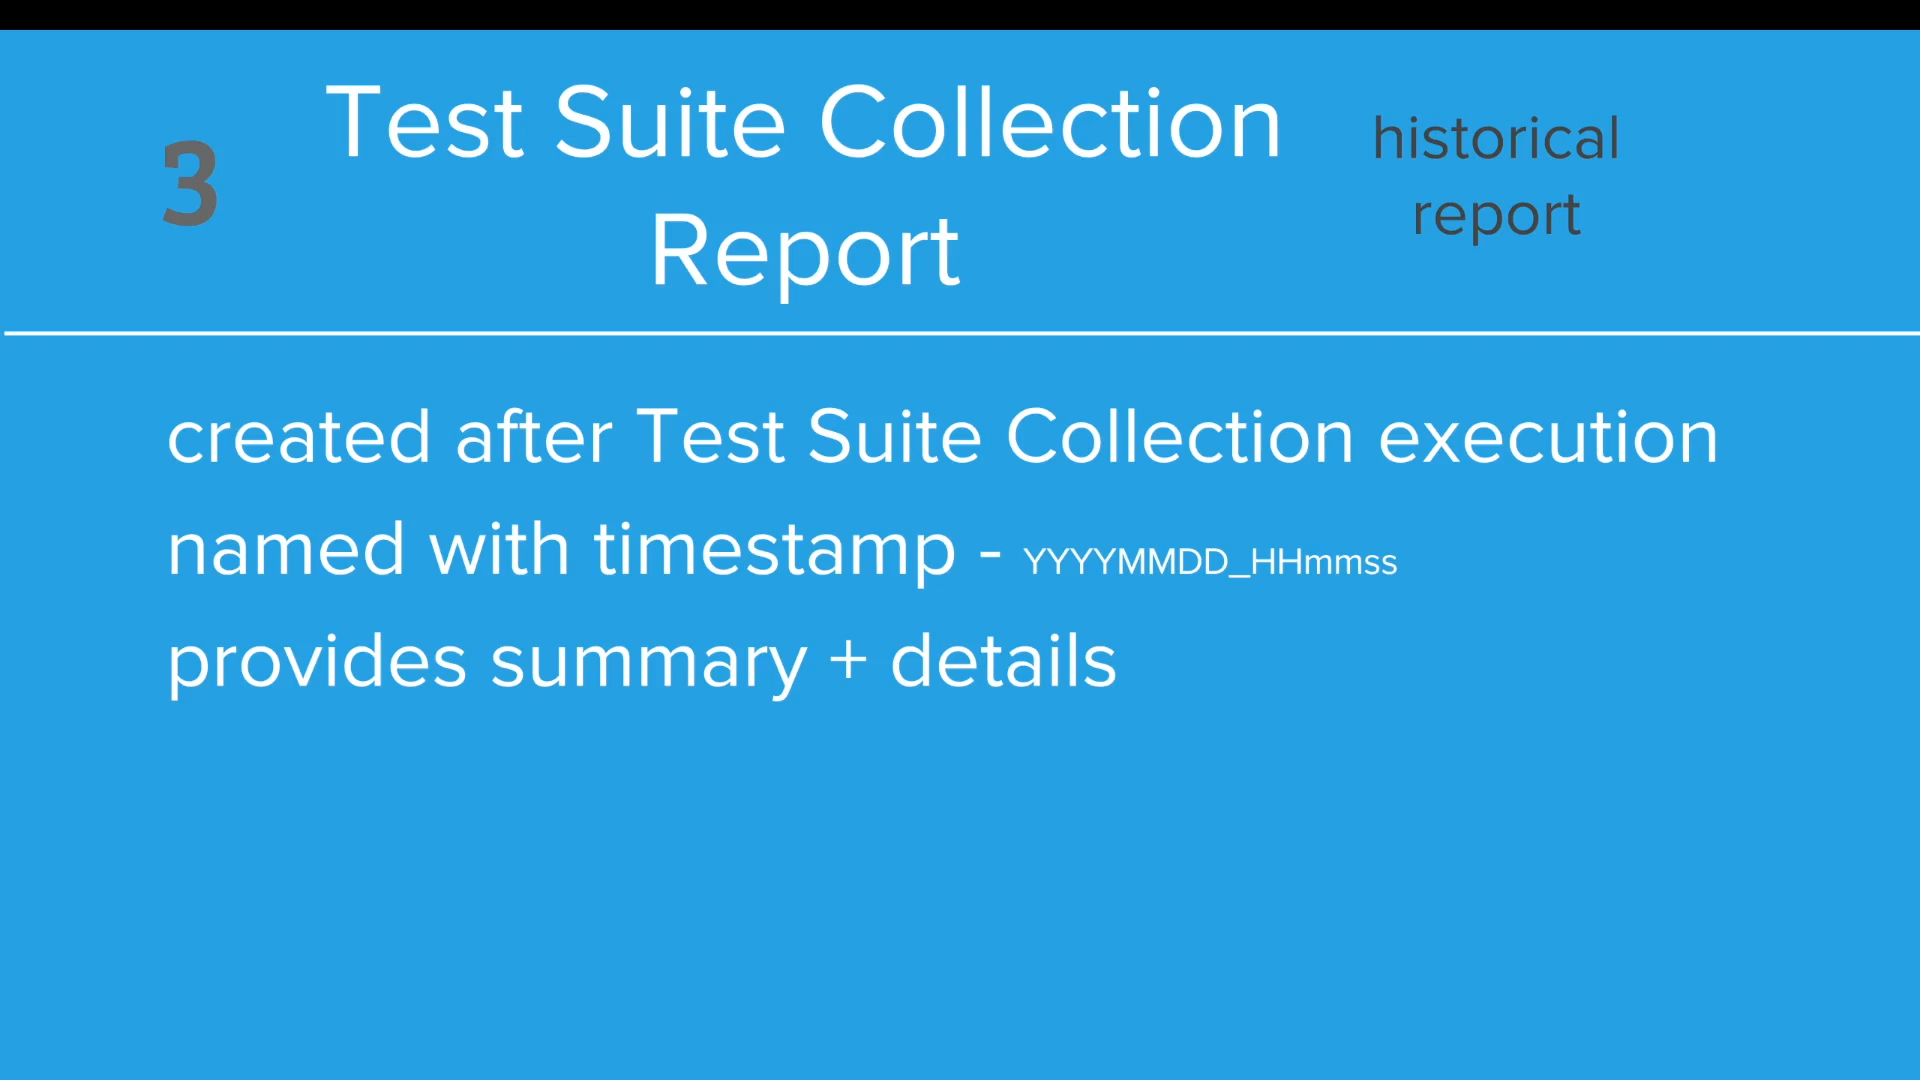 3
Test Suite Collection
Report
historical
report
created after Test Suite Collection execution
named with timestamp - YYYYMMDD_HHmmss
provides summary + details